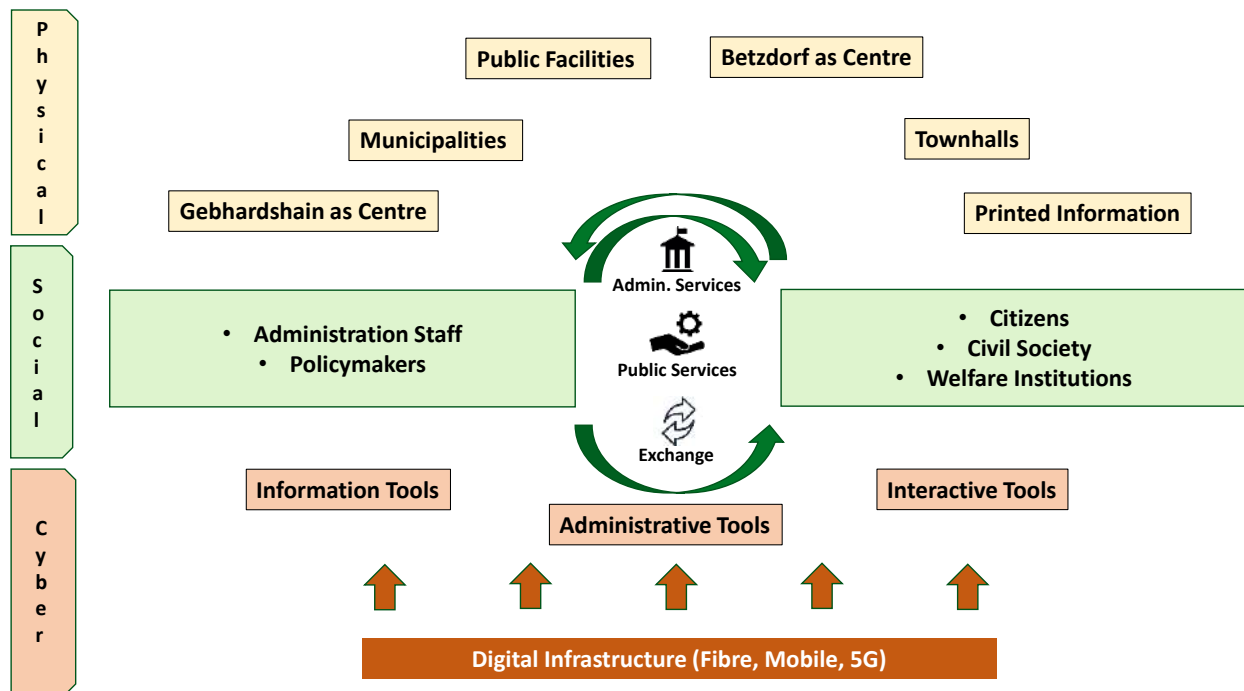 Physical
Public Facilities
Betzdorf as Centre
Municipalities
Townhalls
Gebhardshain as Centre
Printed Information
Social
• Administration Staff
• Policymakers
Admin. Services
Public Services
Exchange
• Citizens
• Civil Society
• Welfare Institutions
Cyber
Information Tools
Administrative Tools
Interactive Tools
Digital Infrastructure (Fibre, Mobile, 5G)